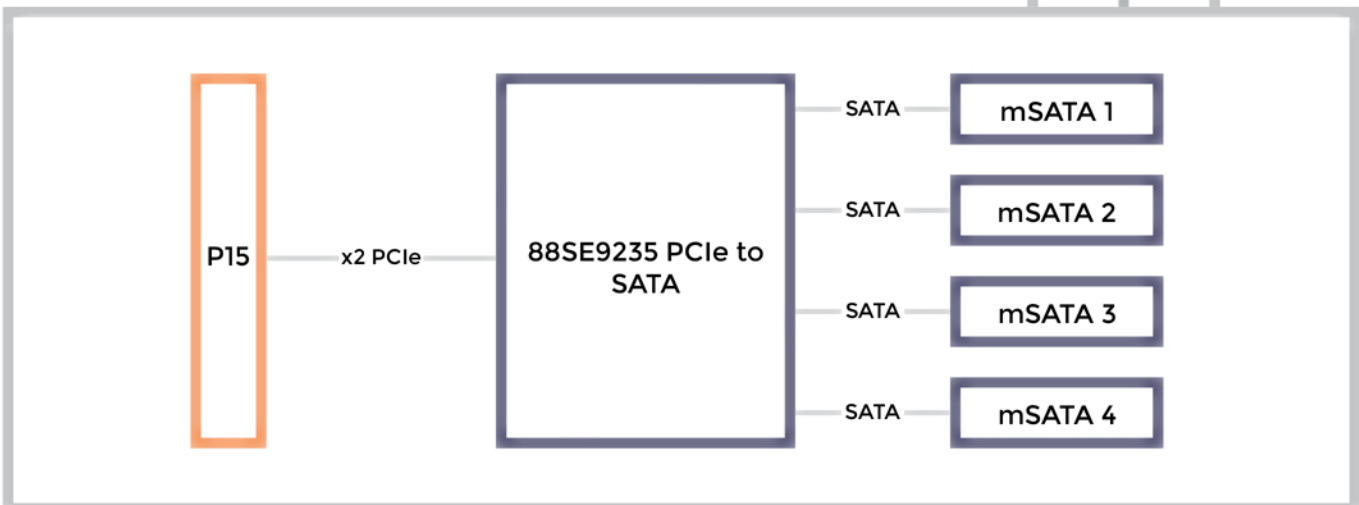 P15
x2 PCIe
88SE9235 PCIe to
SATA
SATA
mSATA 1
SATA
mSATA 2
SATA
mSATA 3
SATA
mSATA 4